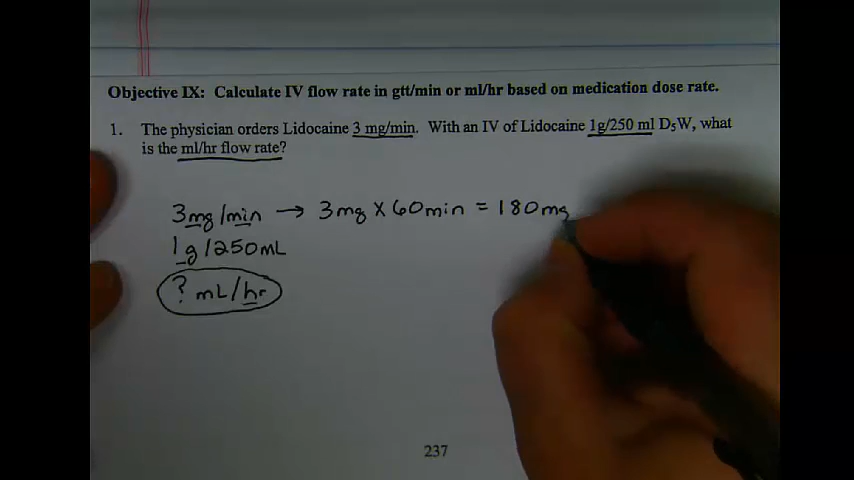 Objective IX: Calculate IV flow rate in gtt/min or ml/hr based on medication dose rate.
1. The physician orders Lidocaine 3 mg/min. With an IV of Lidocaine 1g/250 ml D₅W, what
is the ml/hr flow rate?
3mg/min → 3mg X 60min = 180mg
1g/250mL
? mL/hr
237